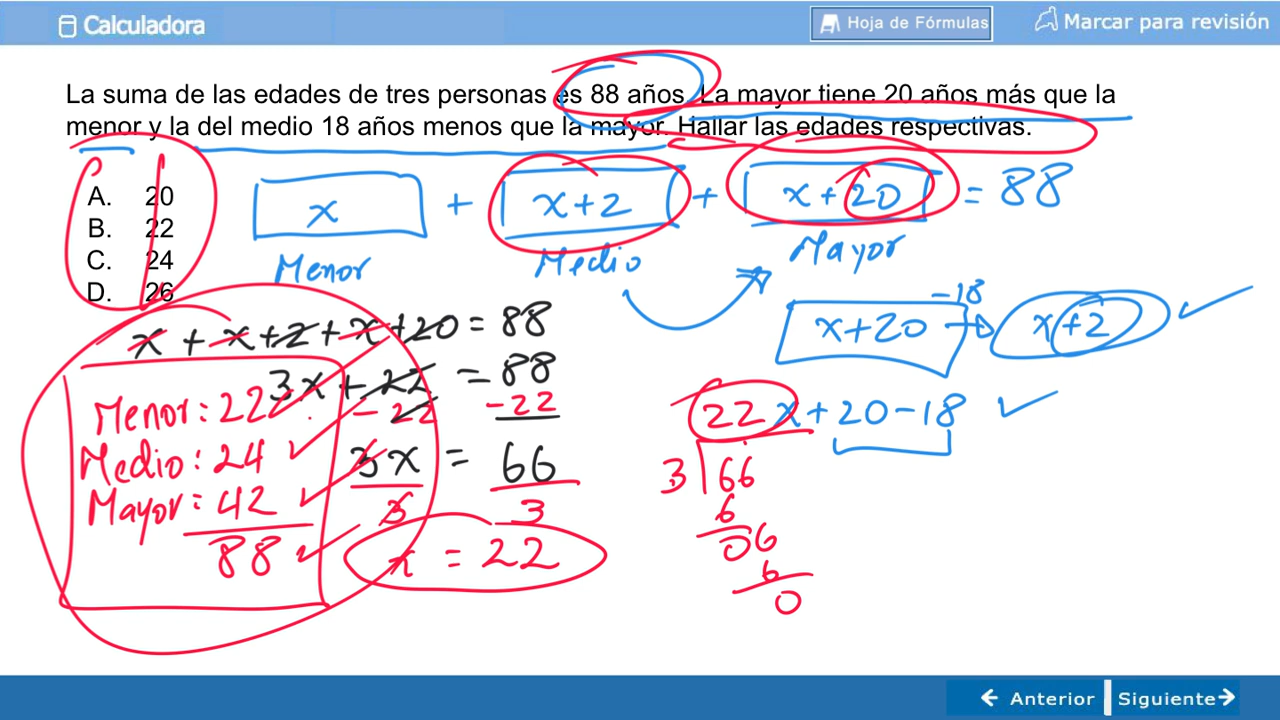 Calculadora
Hoja de Fórmulas
Marcar para revisión
La suma de las edades de tres personas es 88 años. La mayor tiene 20 años más que la
menor y la del medio 18 años menos que la mayor. Hallar las edades respectivas.
A. 20
B. 22
C. 24
D. 26
x + x+2 + x+20 = 88
Menor Medio Mayor
x + x+2 + x+20 = 88
3x + 22 = 88
- 22 -22
3x = 66
3 3
x = 22
Menor: 22
Medio: 24
Mayor: 42
88
-18
x+20 → x+2
x+20-18
22
3 66
6
06
6
0
Anterior
Siguiente